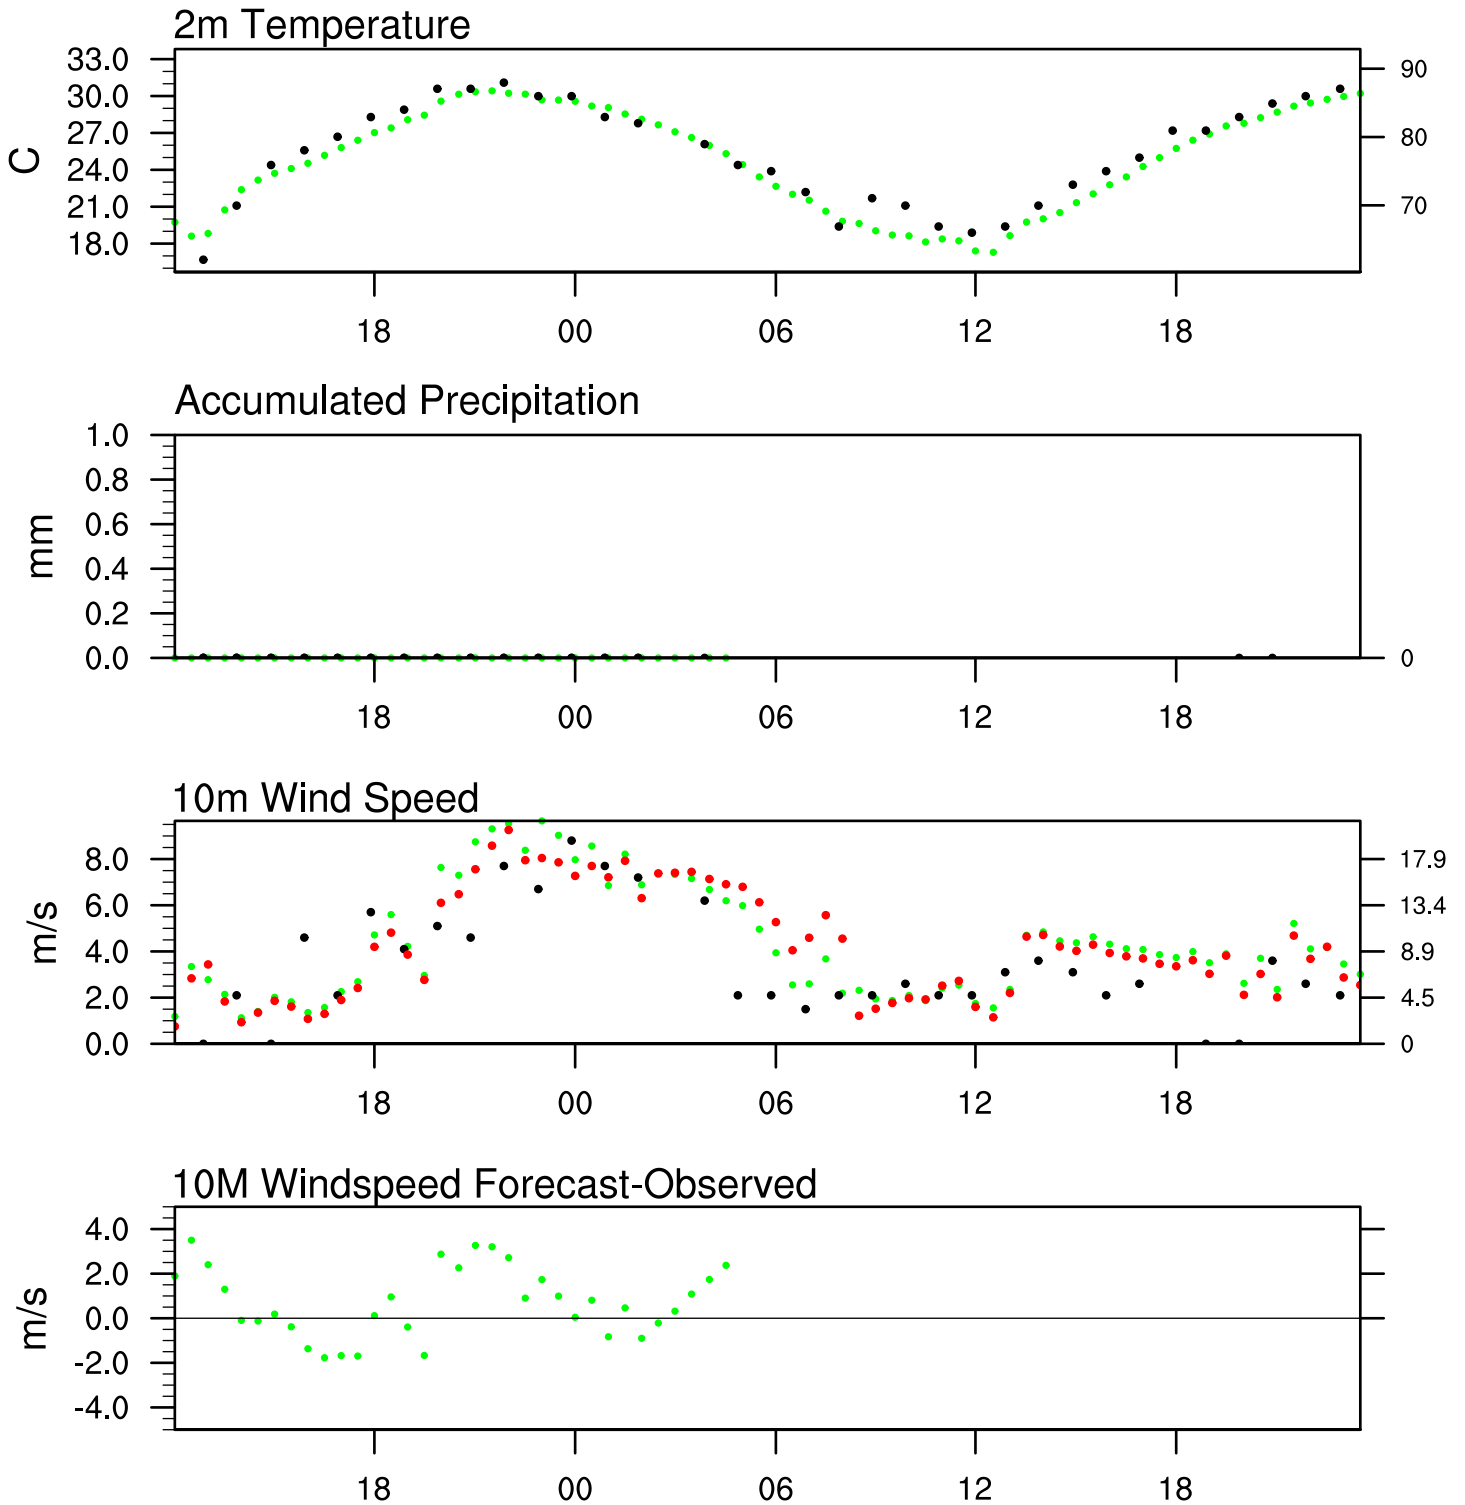 2m Temperature
33.0
30.0
27.0
24.0
21.0
18.0
C
90
80
70
18 00 06 12 18
Accumulated Precipitation
1.0
0.8
0.6
0.4
0.2
0.0
mm
0
18 00 06 12 18
10m Wind Speed
8.0
6.0
4.0
2.0
0.0
m/s
17.9
13.4
8.9
4.5
0
18 00 06 12 18
10M Windspeed Forecast-Observed
4.0
2.0
0.0
-2.0
-4.0
m/s
18 00 06 12 18